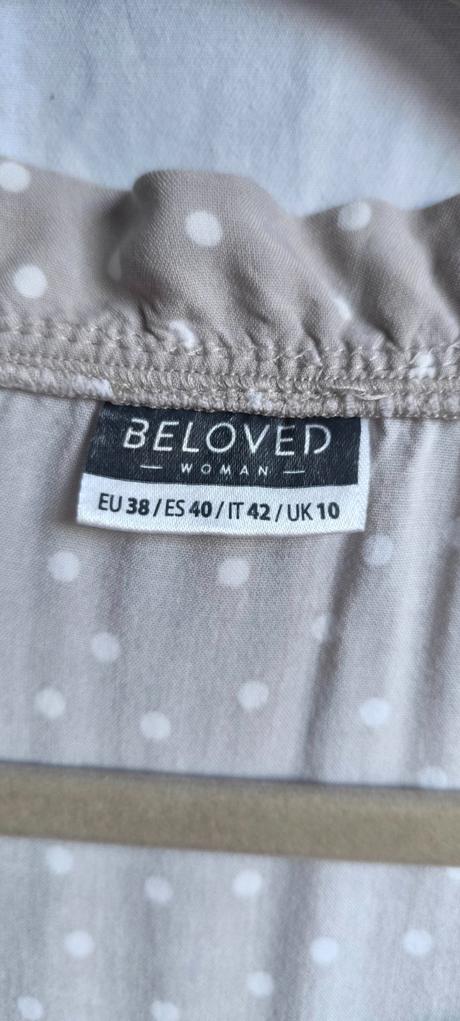 BELOVED
— WOMAN —
EU 38 / ES 40 / IT 42 / UK 10